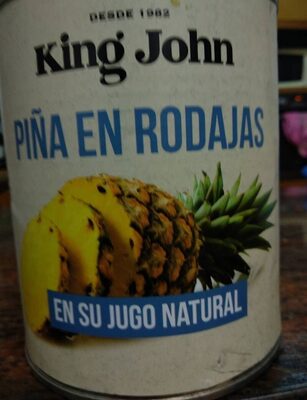 DESDE 1982
King John
PIÑA EN RODAJAS
EN SU JUGO NATURAL